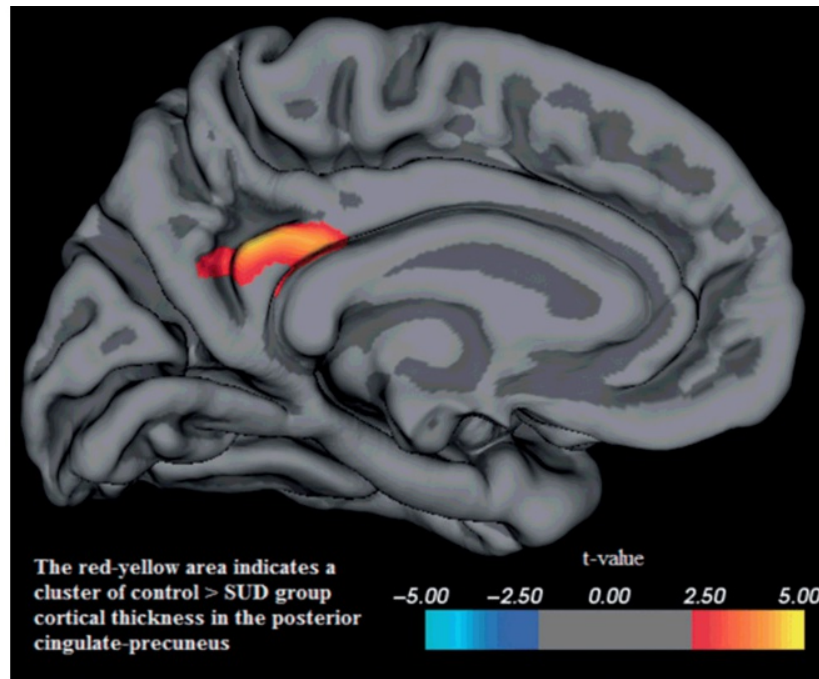 The red-yellow area indicates a
cluster of control > SUD group
cortical thickness in the posterior
cingulate-precuneus
t-value
−5.00 −2.50 0.00 2.50 5.00